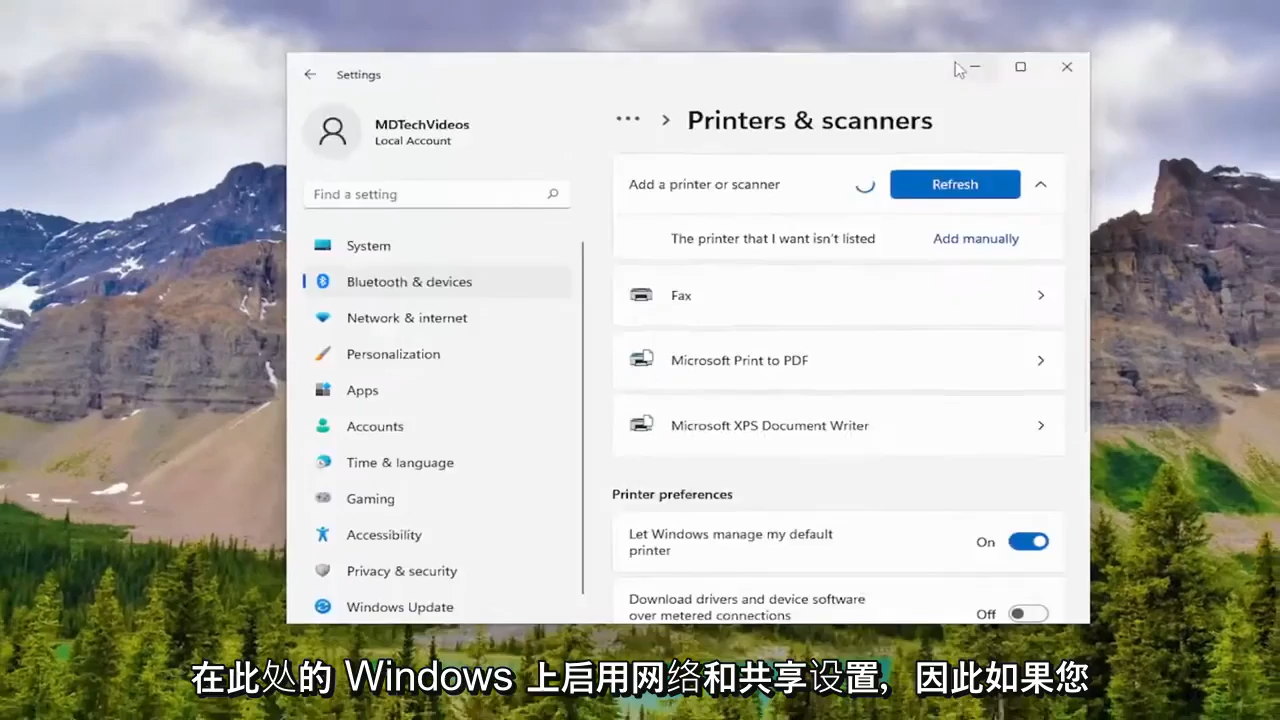 Settings
MDTechVideos
Local Account
Find a setting
System
Bluetooth & devices
Network & internet
Personalization
Apps
Accounts
Time & language
Gaming
Accessibility
Privacy & security
Windows Update
Printers & scanners
Add a printer or scanner
Refresh
The printer that I want isn't listed
Add manually
Fax
Microsoft Print to PDF
Microsoft XPS Document Writer
Printer preferences
Let Windows manage my default
printer
On
Download drivers and device software
over metered connections
Off
在此处的 Windows 上启用网络和共享设置,因此如果您